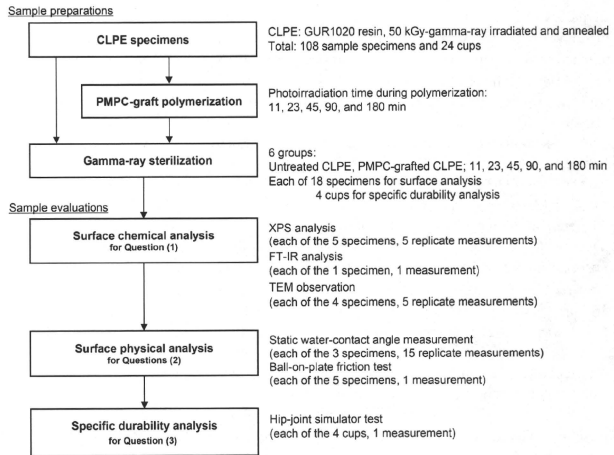 Sample preparations
CLPE specimens
CLPE: GUR1020 resin, 50 kGy-gamma-ray irradiated and annealed
Total: 108 sample specimens and 24 cups
PMPC-graft polymerization
Photoirradiation time during polymerization:
11, 23, 45, 90, and 180 min
Gamma-ray sterilization
6 groups:
Untreated CLPE, PMPC-grafted CLPE; 11, 23, 45, 90, and 180 min
Each of 18 specimens for surface analysis
4 cups for specific durability analysis
Sample evaluations
Surface chemical analysis
for Question (1)
XPS analysis
(each of the 5 specimens, 5 replicate measurements)
FT-IR analysis
(each of the 1 specimen, 1 measurement)
TEM observation
(each of the 4 specimens, 5 replicate measurements)
Surface physical analysis
for Questions (2)
Static water-contact angle measurement
(each of the 3 specimens, 15 replicate measurements)
Ball-on-plate friction test
(each of the 5 specimens, 1 measurement)
Specific durability analysis
for Question (3)
Hip-joint simulator test
(each of the 4 cups, 1 measurement)